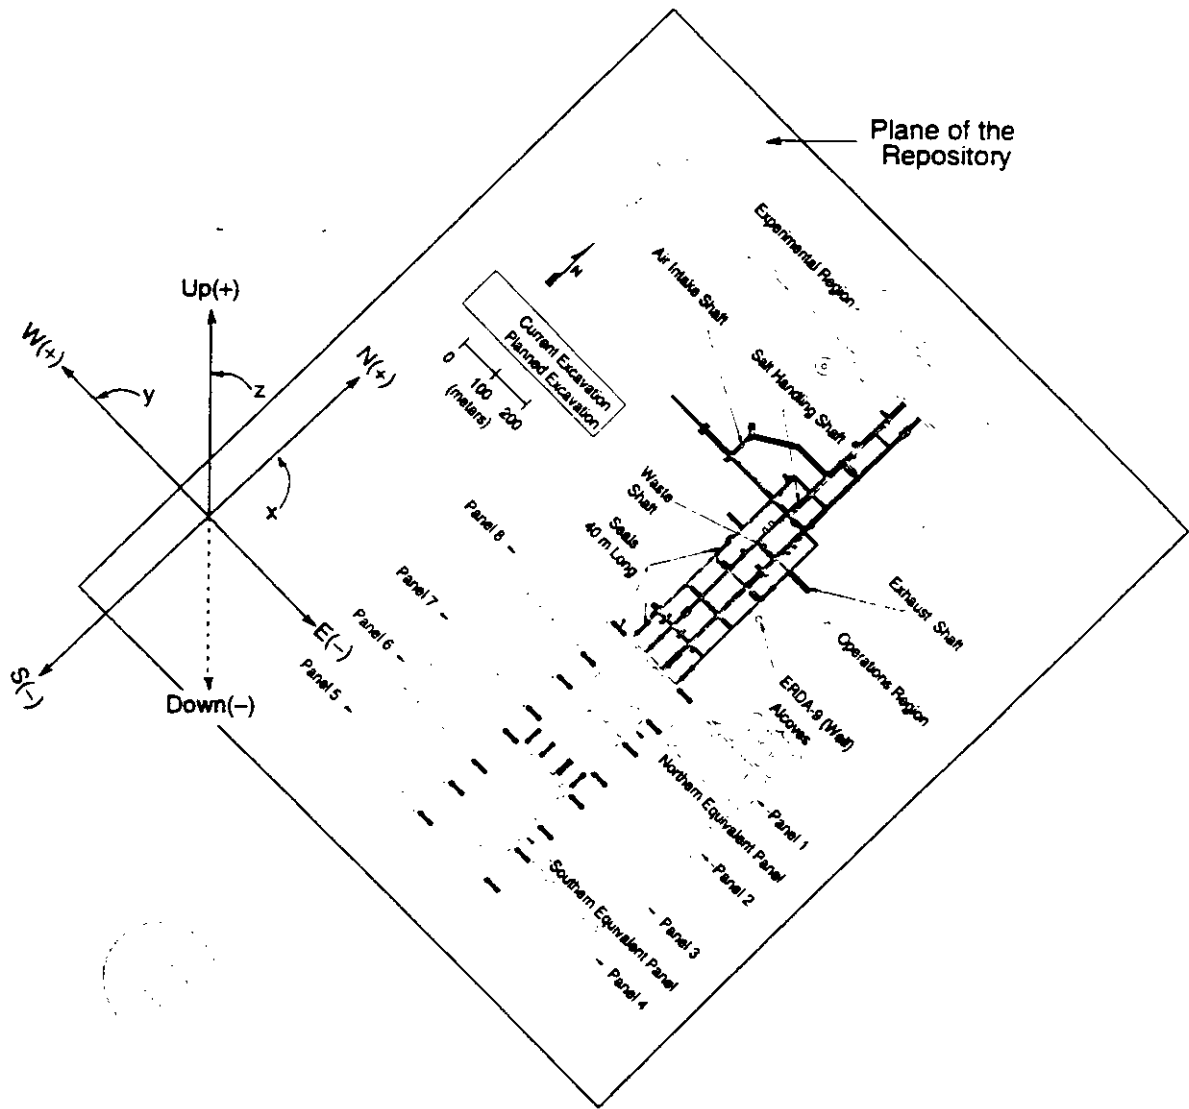 Plane of the
Repository
Experimental Region
Air Intake Shaft
N
Up(+)
W(+)
N(+)
y
z
x
Current Excavation
Planned Excavation
0
100
200
(meters)
Salt Handling Shaft
Waste
Shaft
Seals
40 m Long
Panel 8
Panel 7
Panel 6
Panel 5
E(–)
S(–)
Down(–)
Exhaust Shaft
Operations Region
ERDA-9 (Well)
Alcoves
Panel 1
Northern Equivalent Panel
Panel 2
Panel 3
Southern Equivalent Panel
Panel 4